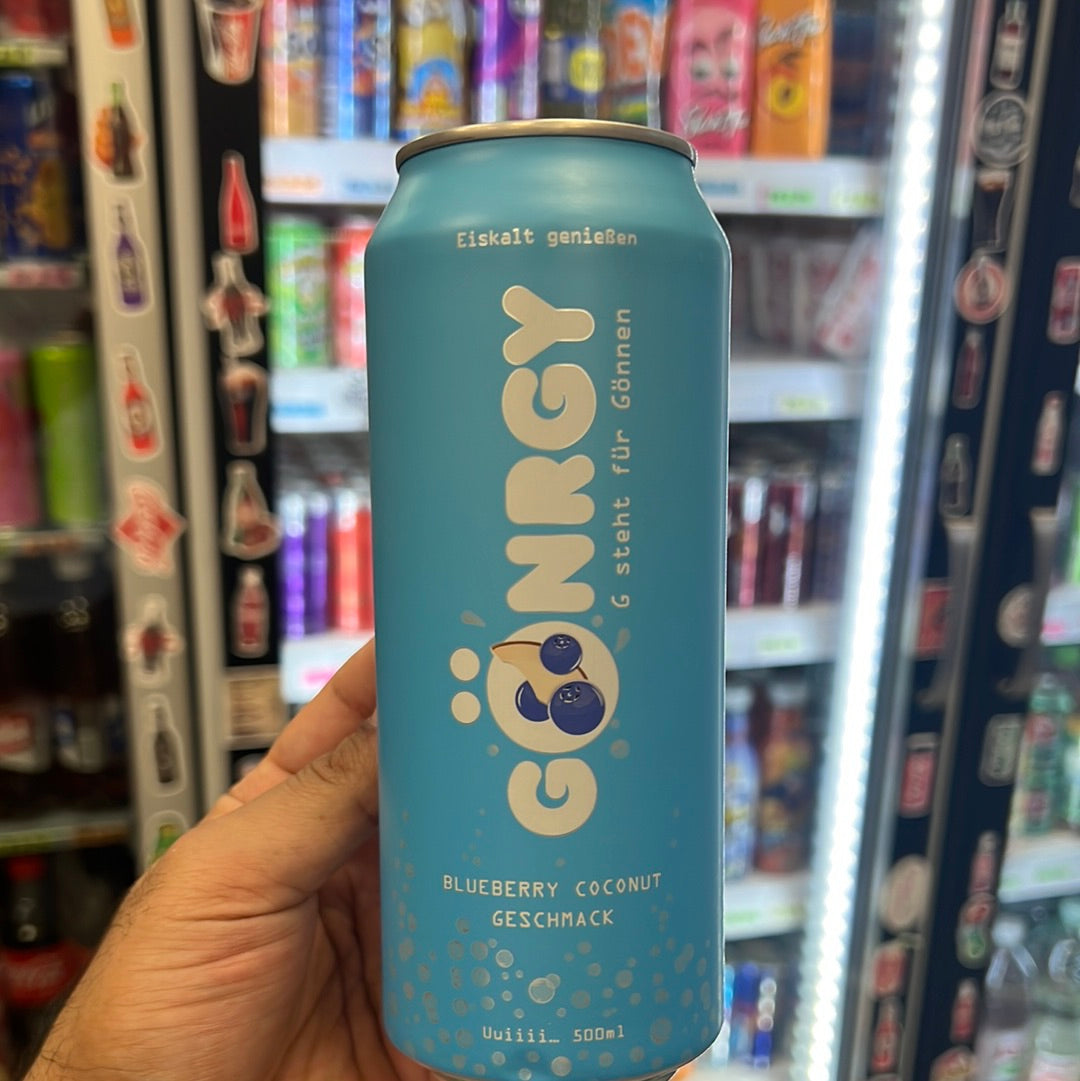 Eiskalt genießen
GÖNRGY
G steht für Gönnen
BLUEBERRY COCONUT
GESCHMACK
Uuiiii… 500ml